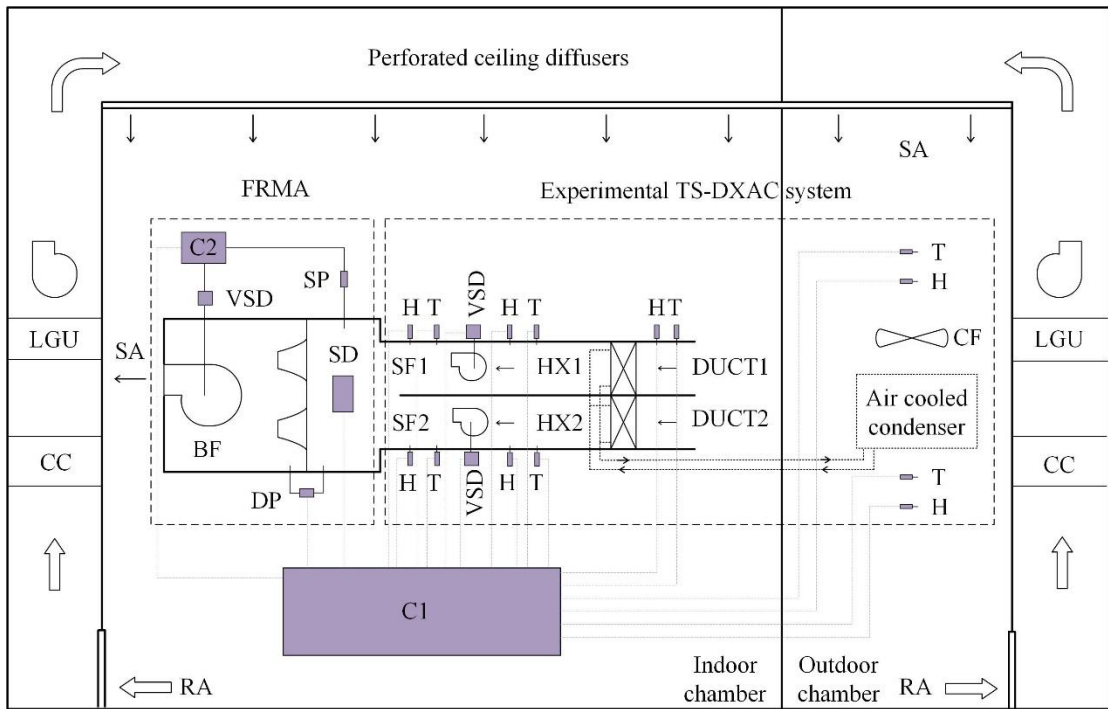 Perforated ceiling diffusers
SA
FRMA
Experimental TS-DXAC system
C2
SP
VSD
T
H
VSD
H T
H T
H T
LGU
SA
SD
SF1
HX1
DUCT1
CF
LGU
BF
SF2
HX2
DUCT2
Air cooled
condenser
CC
DP
H T
VSD
H T
T
H
CC
C1
RA
Indoor
chamber
Outdoor
chamber
RA